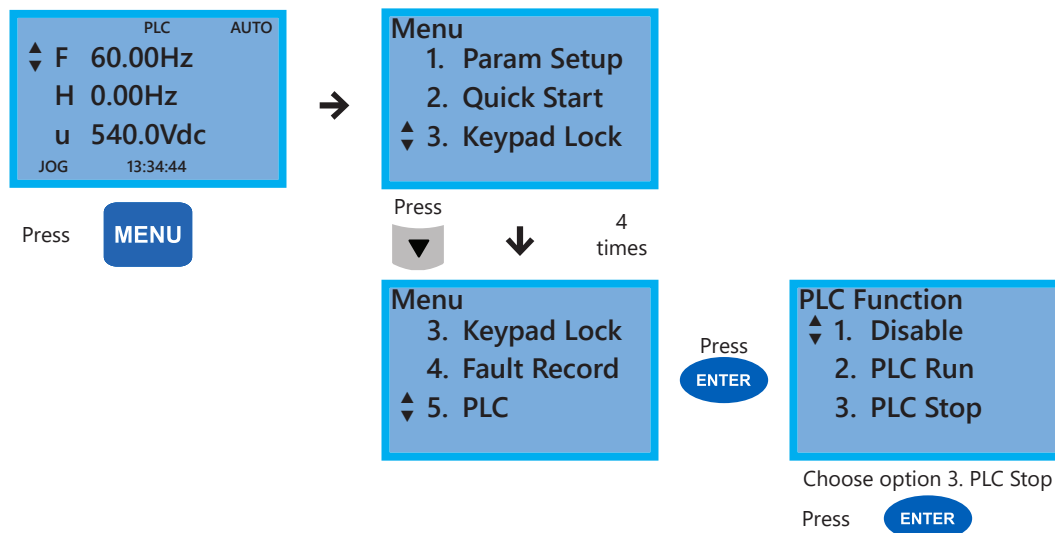 PLC AUTO
F 60.00Hz
H 0.00Hz
u 540.0Vdc
JOG 13:34:44
Press MENU
Menu
1. Param Setup
2. Quick Start
3. Keypad Lock
Press
4
times
Menu
3. Keypad Lock
4. Fault Record
5. PLC
Press
ENTER
PLC Function
1. Disable
2. PLC Run
3. PLC Stop
Choose option 3. PLC Stop
Press ENTER